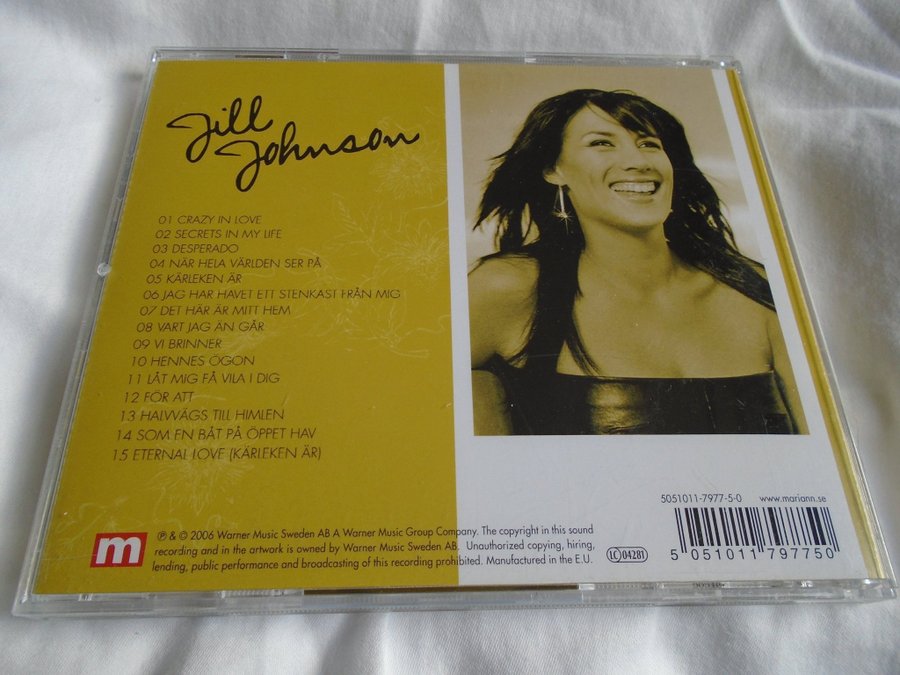 Jill
Johnson
01 CRAZY IN LOVE
02 SECRETS IN MY LIFE
03 DESPERADO
04 NÄR HELA VÄRLDEN SER PÅ
05 KÄRLEKEN ÄR
06 JAG HAR HAVET ETT STENKAST FRÅN MIG
07 DET HÄR ÄR MITT HEM
08 VART JAG ÄN GÅR
09 VI BRINNER
10 HENNES ÖGON
11 LÅT MIG FÅ VILA I DIG
12 FÖR ATT
13 HALVVÄGS TILL HIMLEN
14 SOM EN BÅT PÅ ÖPPET HAV
15 ETERNAL LOVE (KÄRLEKEN ÄR)
5051011-7977-5-0 www.mariann.se
m
℗ & © 2006 Warner Music Sweden AB A Warner Music Group Company. The copyright in this sound
recording and in the artwork is owned by Warner Music Sweden AB. Unauthorized copying, hiring,
lending, public performance and broadcasting of this recording prohibited. Manufactured in the E.U.
LC 04281
5 051011 797750